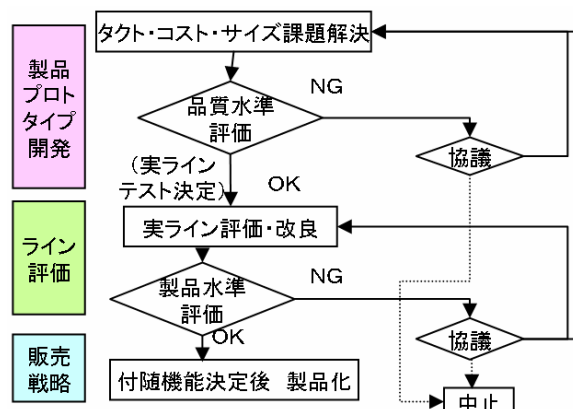 タクト・コスト・サイズ課題解決
製品
プロト
タイプ
開発
NG
品質水準
評価
協議
(実ライン
テスト決定)
OK
実ライン評価・改良
ライン
評価
NG
製品水準
評価
OK
協議
販売
戦略
付随機能決定後 製品化
中止